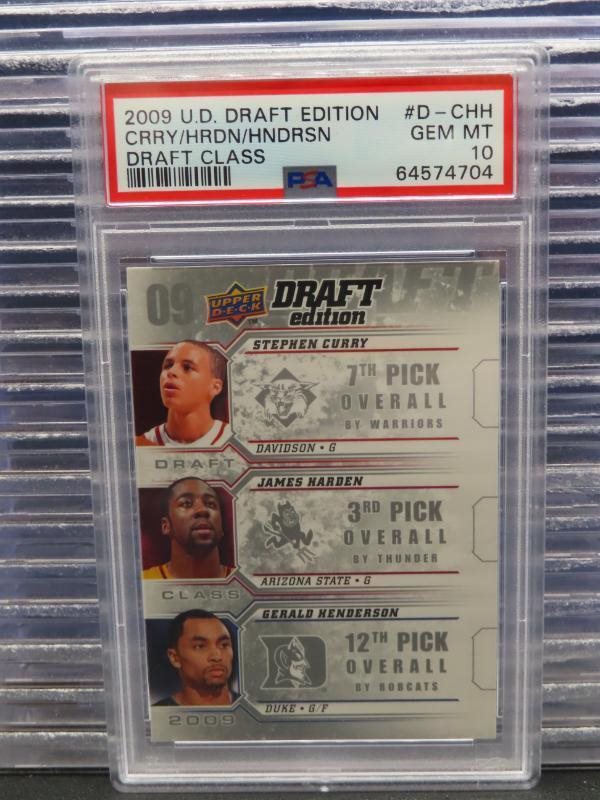 2009 U.D. DRAFT EDITION #D-CHH
CRRY/HRDN/HNDRSN GEM MT
DRAFT CLASS 10
PSA 64574704
09 DRAFT
UPPER DECK™ DRAFT edition
STEPHEN CURRY
7TH PICK
OVERALL
BY WARRIORS
DAVIDSON • G
DRAFT
JAMES HARDEN
3RD PICK
OVERALL
BY THUNDER
ARIZONA STATE • G
CLASS
GERALD HENDERSON
12TH PICK
OVERALL
BY BOBCATS
DUKE • G/F
2009